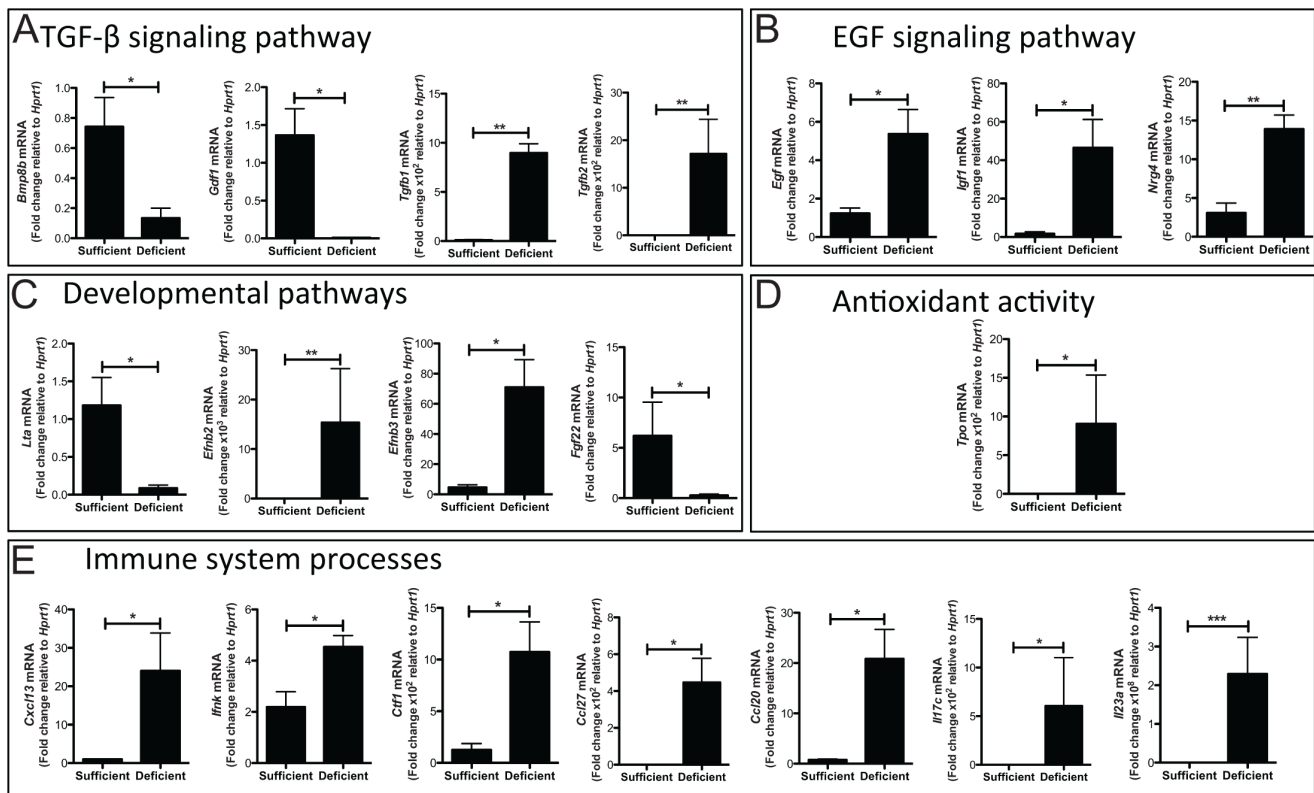 A TGF-β signaling pathway
Bmp8b mRNA
(Fold change relative to Hprt1)
1.0
0.8
0.6
0.4
0.2
0.0
*
Sufficient Deficient
Gdf1 mRNA
(Fold change relative to Hprt1)
2.0
1.5
1.0
0.5
0.0
*
Sufficient Deficient
Tgfb1 mRNA
(Fold change x10² relative to Hprt1)
15
10
5
0
**
Sufficient Deficient
Tgfb2 mRNA
(Fold change x10² relative to Hprt1)
30
20
10
0
**
Sufficient Deficient
B EGF signaling pathway
Egf mRNA
(Fold change relative to Hprt1)
8
6
4
2
0
*
Sufficient Deficient
Igf1 mRNA
(Fold change relative to Hprt1)
80
60
40
20
0
*
Sufficient Deficient
Nrg4 mRNA
(Fold change relative to Hprt1)
20
15
10
5
0
**
Sufficient Deficient
C Developmental pathways
Lta mRNA
(Fold change relative to Hprt1)
2.0
1.5
1.0
0.5
0.0
*
Sufficient Deficient
Efnb2 mRNA
(Fold change x10³ relative to Hprt1)
30
20
10
0
**
Sufficient Deficient
Efnb3 mRNA
(Fold change relative to Hprt1)
100
80
60
40
20
0
*
Sufficient Deficient
Fgf22 mRNA
(Fold change relative to Hprt1)
15
10
5
0
*
Sufficient Deficient
D Antioxidant activity
Tpo mRNA
(Fold change x10² relative to Hprt1)
20
15
10
5
0
*
Sufficient Deficient
E Immune system processes
Cxcl13 mRNA
(Fold change relative to Hprt1)
40
30
20
10
0
*
Sufficient Deficient
Ifnk mRNA
(Fold change relative to Hprt1)
6
4
2
0
*
Sufficient Deficient
Ctf1 mRNA
(Fold change x10² relative to Hprt1)
15
10
5
0
*
Sufficient Deficient
Ccl27 mRNA
(Fold change x10² relative to Hprt1)
8
6
4
2
0
*
Sufficient Deficient
Ccl20 mRNA
(Fold change relative to Hprt1)
30
20
10
0
*
Sufficient Deficient
Il17c mRNA
(Fold change x10² relative to Hprt1)
15
10
5
0
*
Sufficient Deficient
Il23a mRNA
(Fold change x10⁸ relative to Hprt1)
4
3
2
1
0
***
Sufficient Deficient